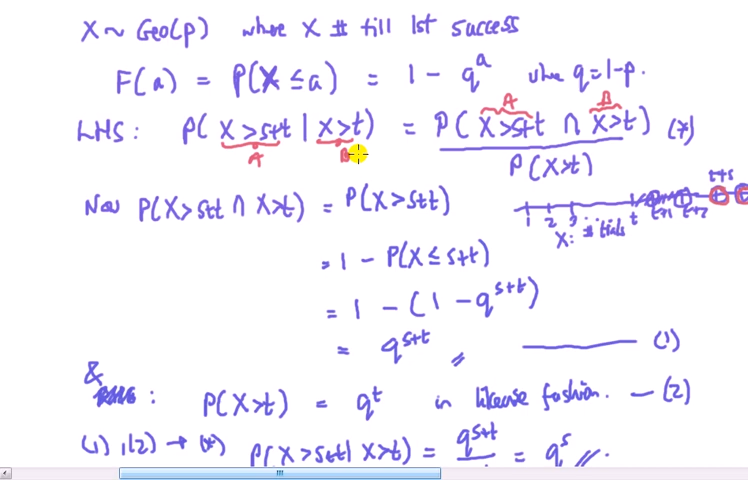 X ~ Geo(p) where X # till 1st success
F(a) = P(X ≤ a) = 1 - q^a where q = 1-p.
LHS: P( X > s+t | X > t ) = P( X > s+t ∩ X > t ) (*)
A B A B
P(X>t)
Now P(X > s+t ∩ X>t) = P(X > s+t)
1 2 3 t t+1 t+2 t+s
X: # trials
= 1 - P(X ≤ s+t)
= 1 - (1 - q^{s+t})
= q^{s+t} (1)
&
: P(X>t) = q^t in likewise fashion. — (2)
(1), (2) → (*) P(X > s+t | X>t) = q^{s+t} = q^s